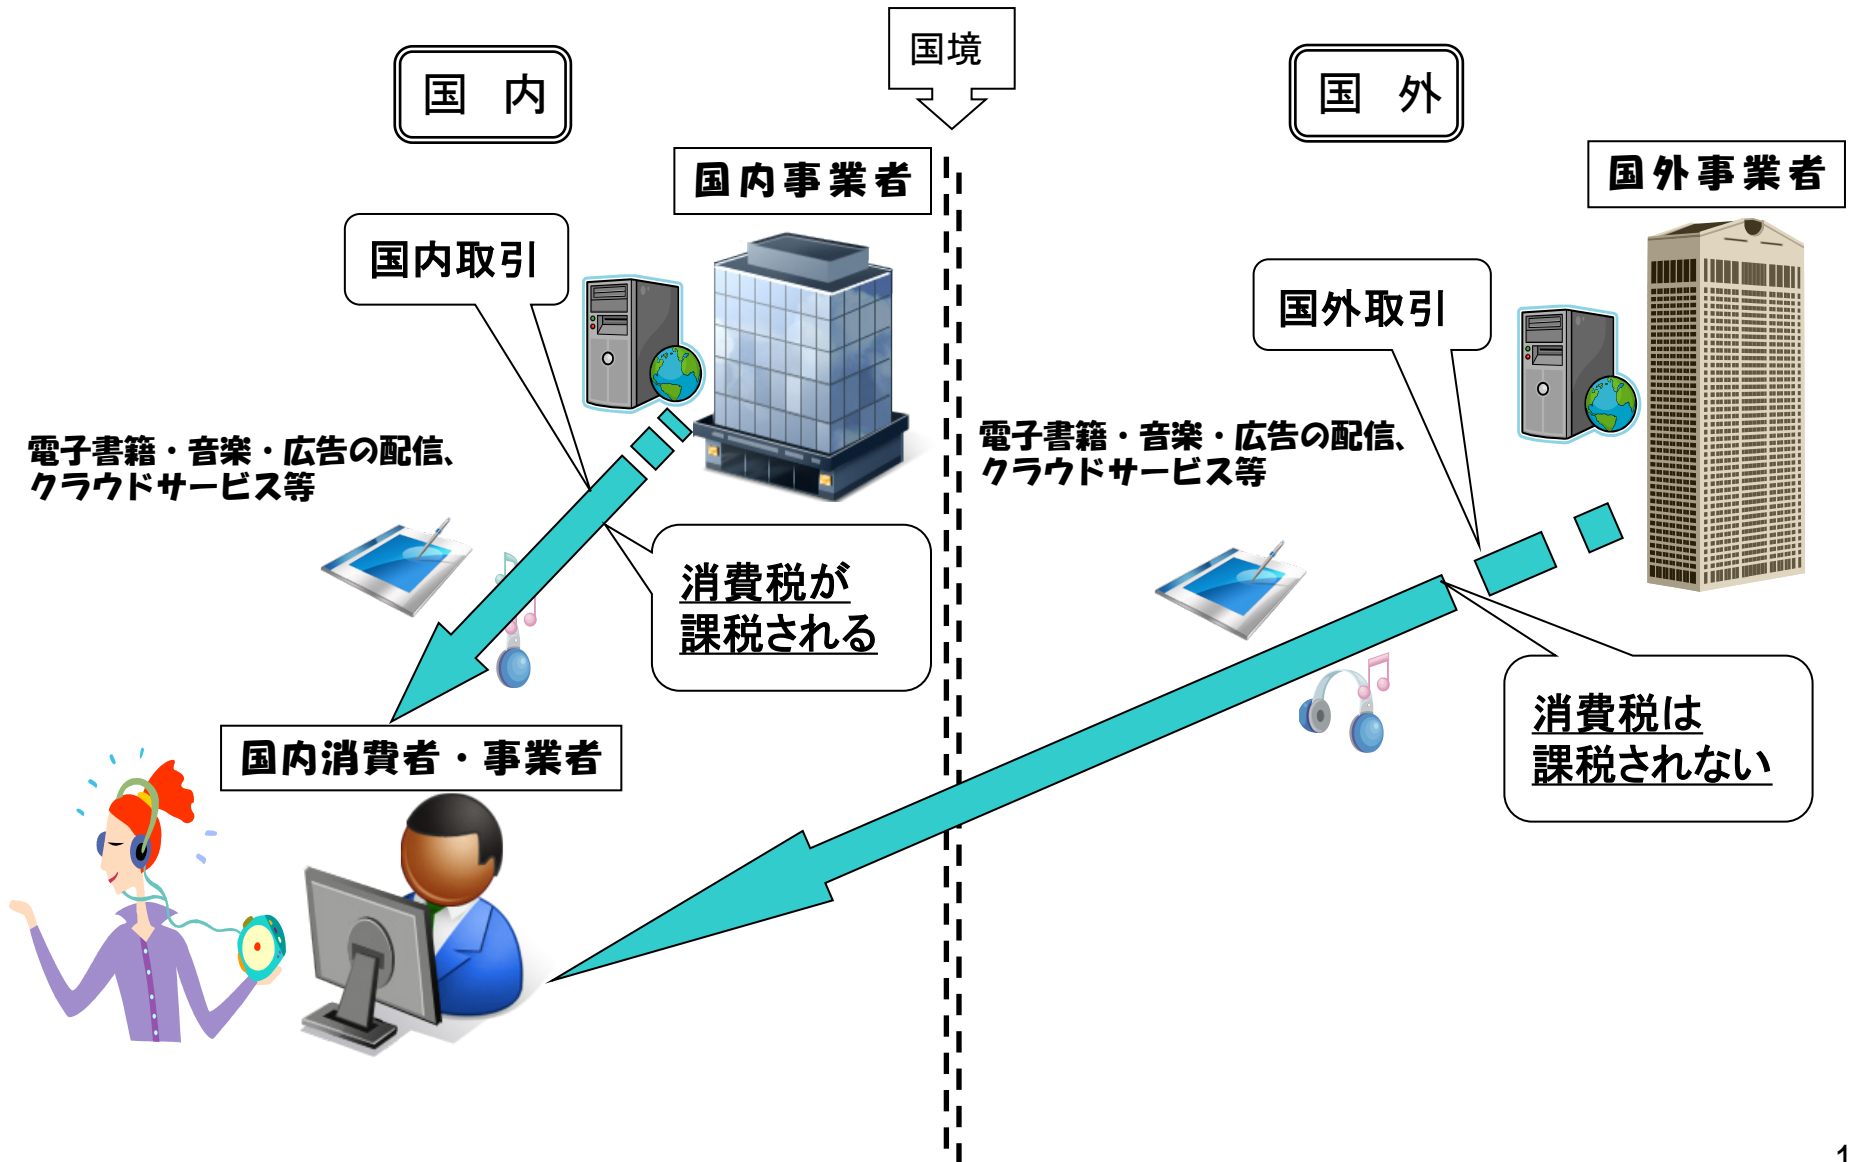 国境
国　内
国　外
国内事業者
国外事業者
国内取引
国外取引
電子書籍・音楽・広告の配信、
クラウドサービス等
電子書籍・音楽・広告の配信、
クラウドサービス等
消費税が
課税される
消費税は
課税されない
国内消費者・事業者
1